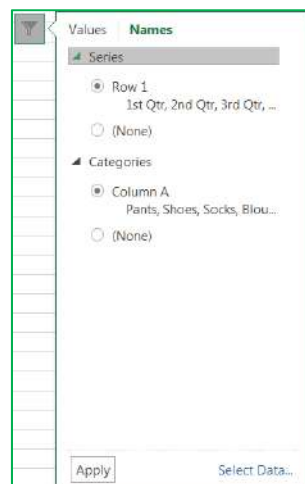 Values Names
Series
Row 1
1st Qtr, 2nd Qtr, 3rd Qtr, ...
(None)
Categories
Column A
Pants, Shoes, Socks, Blou...
(None)
Apply Select Data...